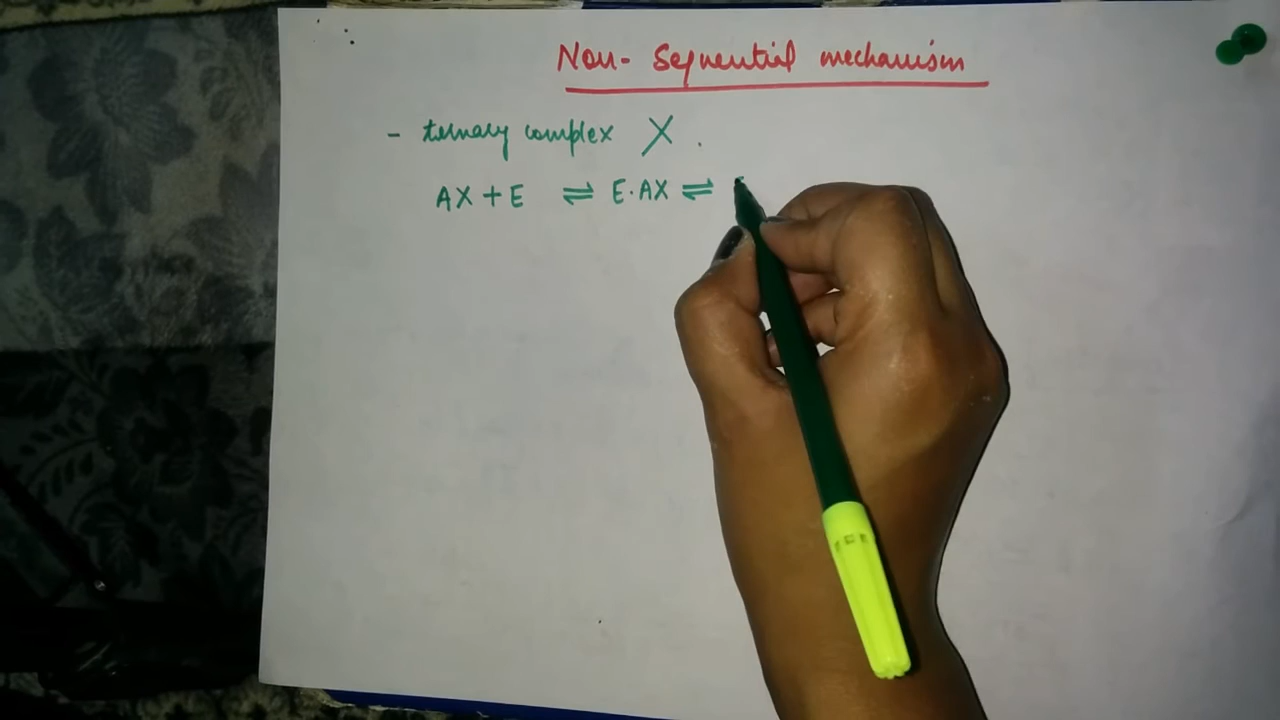 Non- Sequential mechanism
- ternary complex X .
AX + E ⇌ E·AX ⇌